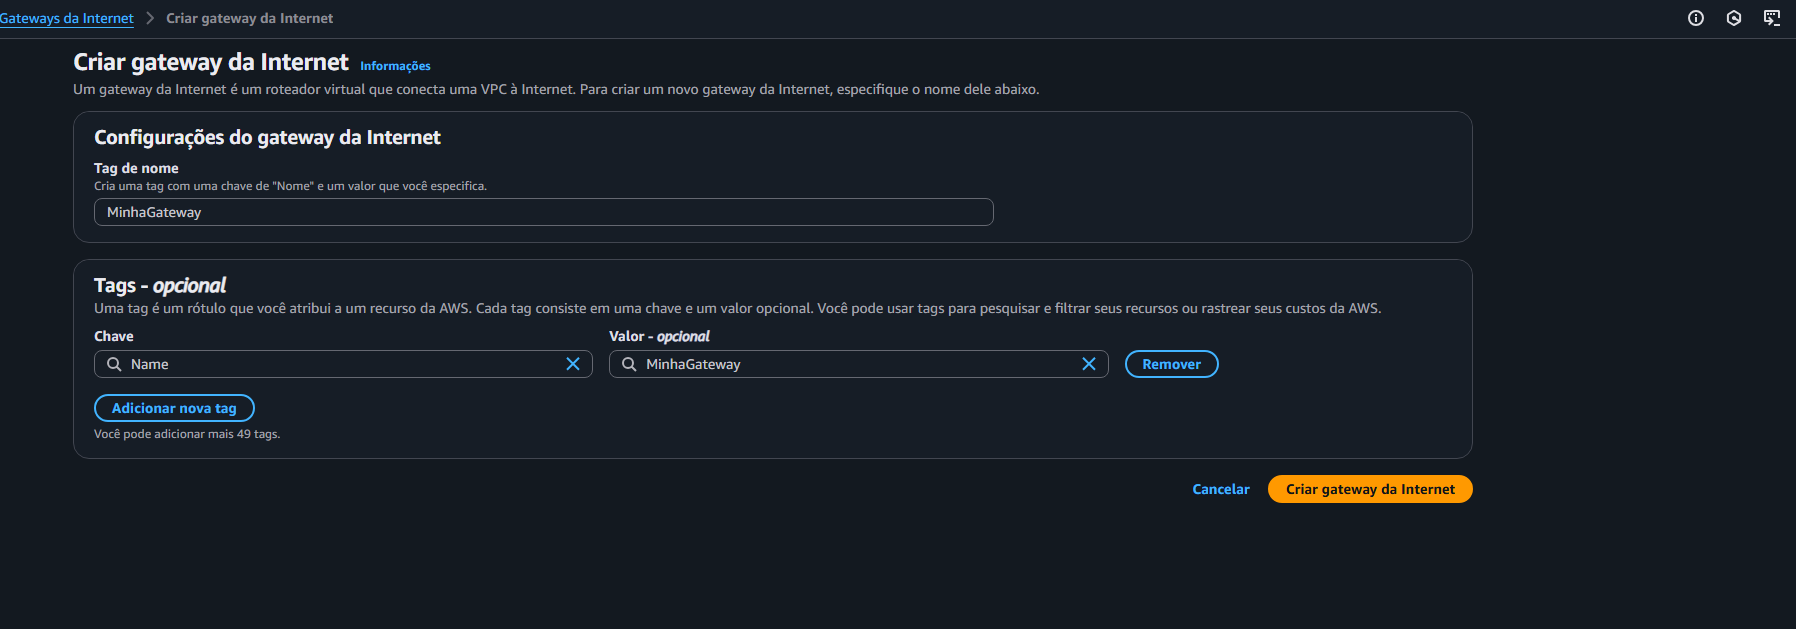 Gateways da Internet > Criar gateway da Internet
Criar gateway da Internet Informações
Um gateway da Internet é um roteador virtual que conecta uma VPC à Internet. Para criar um novo gateway da Internet, especifique o nome dele abaixo.
Configurações do gateway da Internet
Tag de nome
Cria uma tag com uma chave de "Nome" e um valor que você especifica.
MinhaGateway
Tags - opcional
Uma tag é um rótulo que você atribui a um recurso da AWS. Cada tag consiste em uma chave e um valor opcional. Você pode usar tags para pesquisar e filtrar seus recursos ou rastrear seus custos da AWS.
Chave Valor - opcional
Name MinhaGateway Remover
Adicionar nova tag
Você pode adicionar mais 49 tags.
Cancelar Criar gateway da Internet